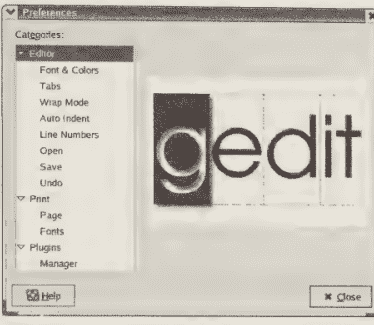 Preferences
Categories:
Editor
Font & Colors
Tabs
Wrap Mode
Auto Indent
Line Numbers
Open
Save
Undo
Print
Page
Fonts
Plugins
Manager
gedit
Help
Close